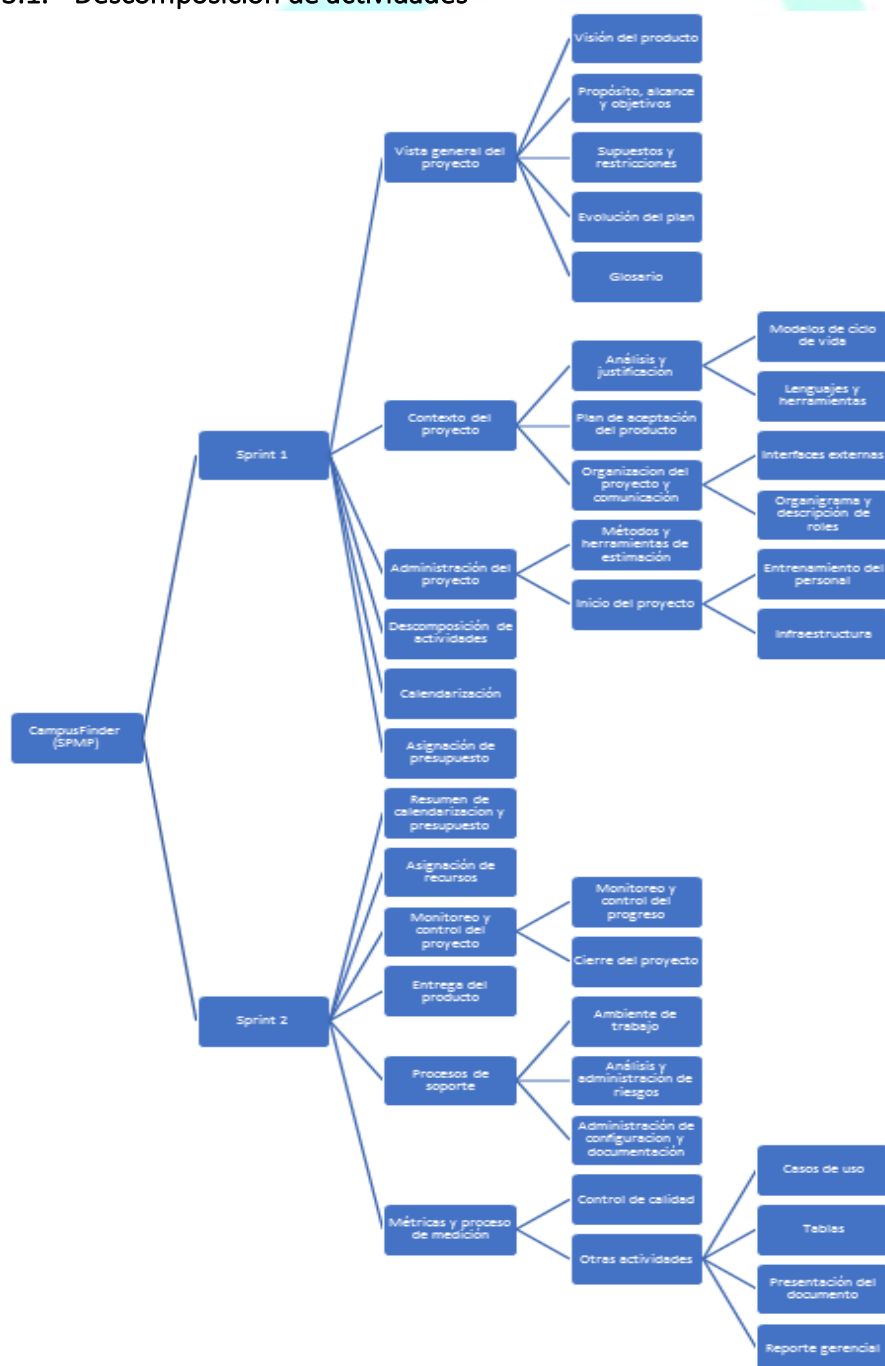 5.1. Descomposición de actividades
Visión del producto
Propósito, alcance
y objetivos
Vista general del
proyecto
Supuestos y
restricciones
Evolución del plan
Glosario
Modelos de ciclo
de vida
Análisis y
justificación
Lenguajes y
herramientas
Contexto del
proyecto
Plan de aceptación
del producto
Sprint 1
Interfaces externas
Organizacion del
proyecto y
comunicación
Organigrama y
descripción de
roles
Métodos y
herramientas de
estimación
Administración del
proyecto
Entrenamiento del
personal
Inicio del proyecto
Descomposición de
actividades
Infraestructura
Calendarización
CampusFinder
(SPMP)
Asignación de
presupuesto
Resumen de
calendarizacion y
presupuesto
Asignación de
recursos
Monitoreo y
control del
progreso
Monitoreo y
control del
proyecto
Cierre del proyecto
Entrega del
producto
Sprint 2
Ambiente de
trabajo
Procesos de
soporte
Análisis y
administración de
riesgos
Administración de
configuracion y
documentación
Casos de uso
Control de calidad
Métricas y proceso
de medición
Tablas
Otras actividades
Presentación del
documento
Reporte gerencial